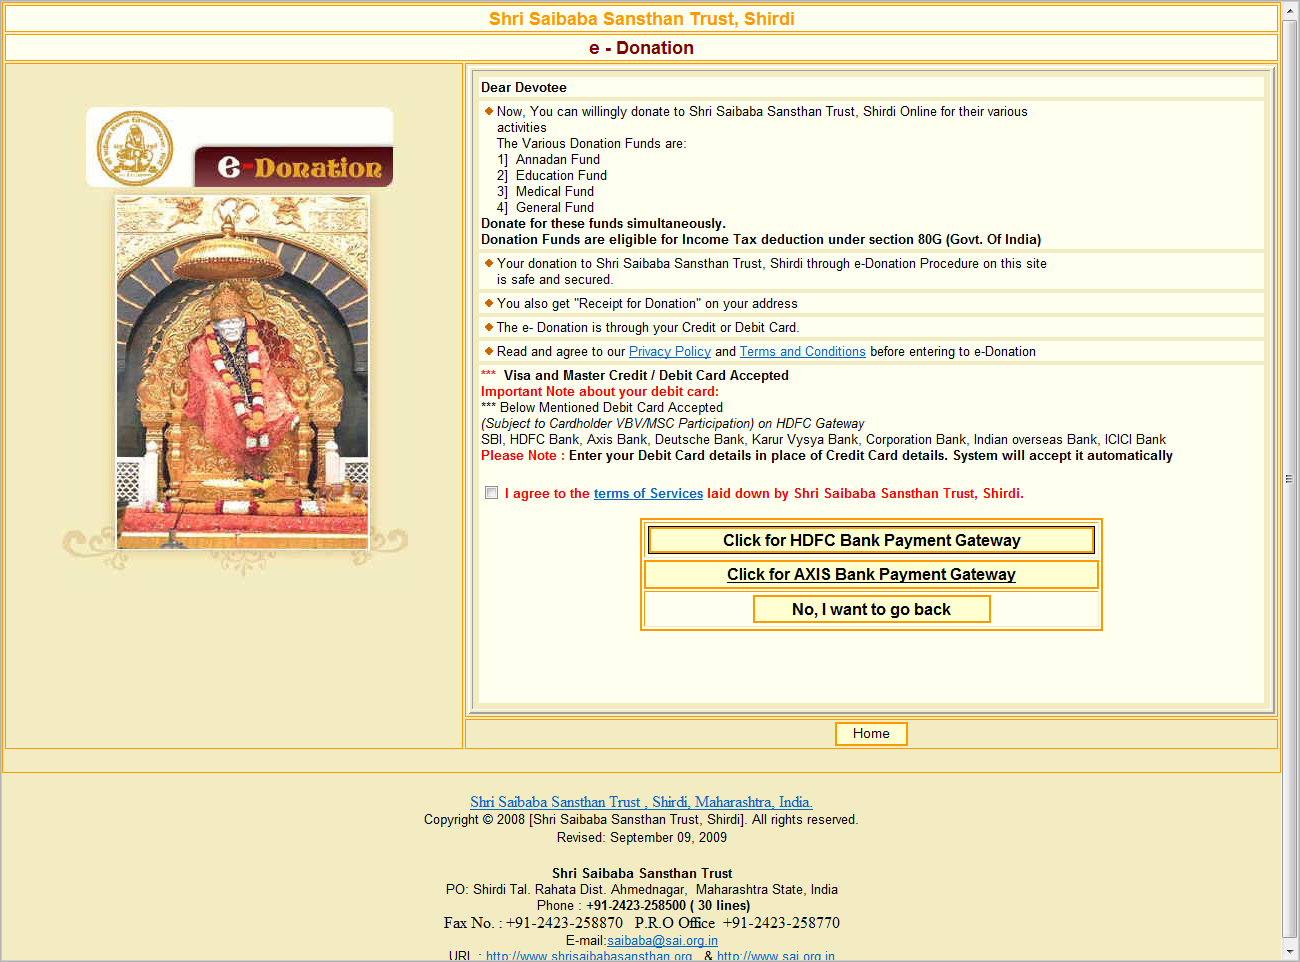 Shri Saibaba Sansthan Trust, Shirdi
e - Donation
e-Donation
Dear Devotee
Now, You can willingly donate to Shri Saibaba Sansthan Trust, Shirdi Online for their various
activities
The Various Donation Funds are:
1] Annadan Fund
2] Education Fund
3] Medical Fund
4] General Fund
Donate for these funds simultaneously.
Donation Funds are eligible for Income Tax deduction under section 80G (Govt. Of India)
Your donation to Shri Saibaba Sansthan Trust, Shirdi through e-Donation Procedure on this site
is safe and secured.
You also get "Receipt for Donation" on your address
The e- Donation is through your Credit or Debit Card.
Read and agree to our Privacy Policy and Terms and Conditions before entering to e-Donation
*** Visa and Master Credit / Debit Card Accepted
Important Note about your debit card:
*** Below Mentioned Debit Card Accepted
(Subject to Cardholder VBV/MSC Participation) on HDFC Gateway
SBI, HDFC Bank, Axis Bank, Deutsche Bank, Karur Vysya Bank, Corporation Bank, Indian overseas Bank, ICICI Bank
Please Note : Enter your Debit Card details in place of Credit Card details. System will accept it automatically
I agree to the terms of Services laid down by Shri Saibaba Sansthan Trust, Shirdi.
Click for HDFC Bank Payment Gateway
Click for AXIS Bank Payment Gateway
No, I want to go back
Home
Shri Saibaba Sansthan Trust , Shirdi, Maharashtra, India.
Copyright © 2008 [Shri Saibaba Sansthan Trust, Shirdi]. All rights reserved.
Revised: September 09, 2009
Shri Saibaba Sansthan Trust
PO: Shirdi Tal. Rahata Dist. Ahmednagar, Maharashtra State, India
Phone : +91-2423-258500 ( 30 lines)
Fax No. : +91-2423-258870 P.R.O Office +91-2423-258770
E-mail:saibaba@sai.org.in
URL : http://www.shrisaibabasansthan.org & http://www.sai.org.in